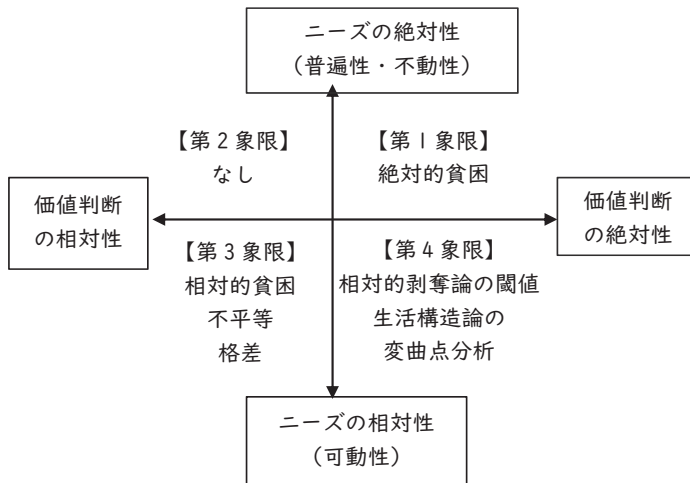 ニーズの絶対性
（普遍性・不動性）
【第２象限】
なし
【第１象限】
絶対的貧困
価値判断
の相対性
価値判断
の絶対性
【第３象限】
相対的貧困
不平等
格差
【第４象限】
相対的剥奪論の閾値
生活構造論の
変曲点分析
ニーズの相対性
（可動性）